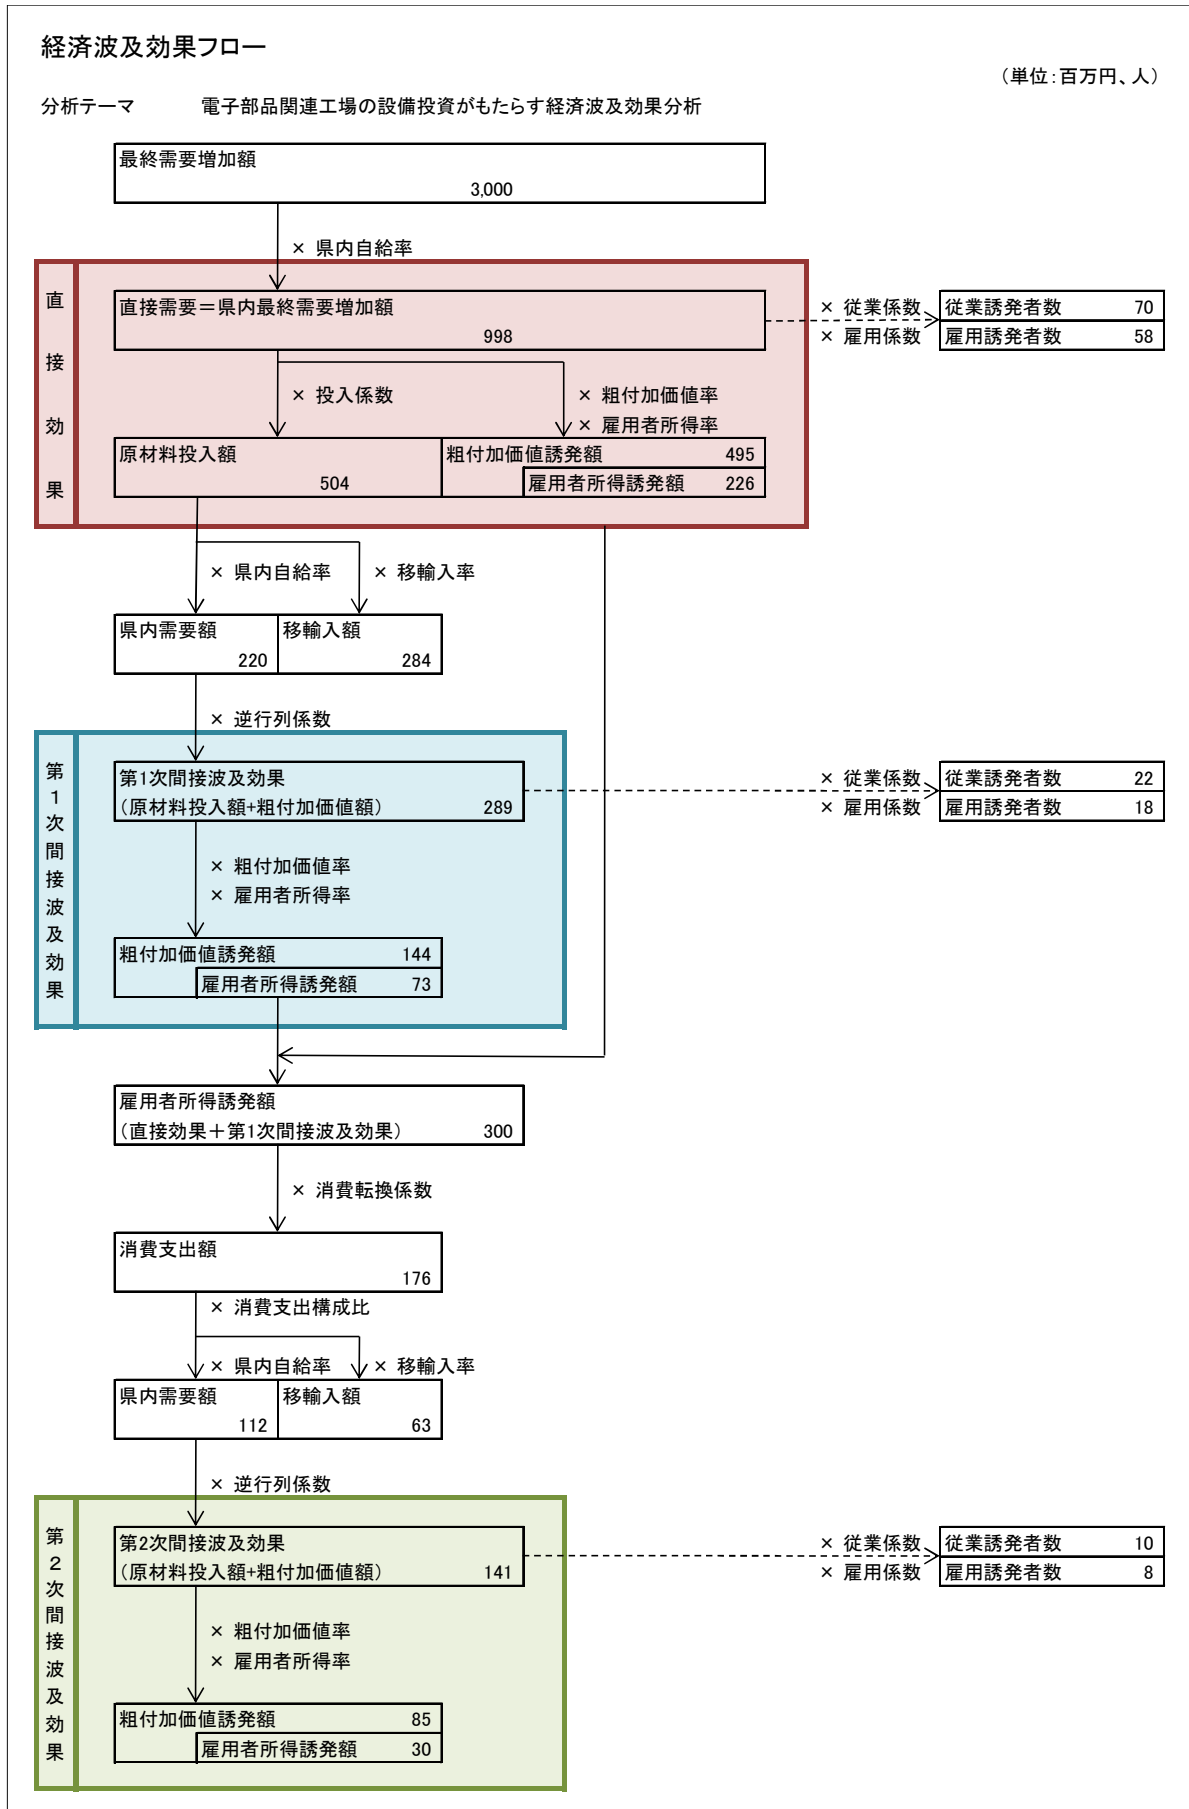 経済波及効果フロー
（単位：百万円、人）
分析テーマ　電子部品関連工場の設備投資がもたらす経済波及効果分析
最終需要増加額
3,000
× 県内自給率
直接効果
直接需要＝県内最終需要増加額
998
× 従業係数
× 雇用係数
従業誘発者数 70
雇用誘発者数 58
× 投入係数
× 粗付加価値率
× 雇用者所得率
原材料投入額
504
粗付加価値誘発額 495
雇用者所得誘発額 226
× 県内自給率
× 移輸入率
県内需要額
220
移輸入額
284
× 逆行列係数
第1次間接波及効果
第1次間接波及効果
（原材料投入額+粗付加価値額） 289
× 従業係数
× 雇用係数
従業誘発者数 22
雇用誘発者数 18
× 粗付加価値率
× 雇用者所得率
粗付加価値誘発額 144
雇用者所得誘発額 73
雇用者所得誘発額
（直接効果＋第1次間接波及効果） 300
× 消費転換係数
消費支出額
176
× 消費支出構成比
× 県内自給率
× 移輸入率
県内需要額
112
移輸入額
63
× 逆行列係数
第2次間接波及効果
第2次間接波及効果
（原材料投入額+粗付加価値額） 141
× 従業係数
× 雇用係数
従業誘発者数 10
雇用誘発者数 8
× 粗付加価値率
× 雇用者所得率
粗付加価値誘発額 85
雇用者所得誘発額 30